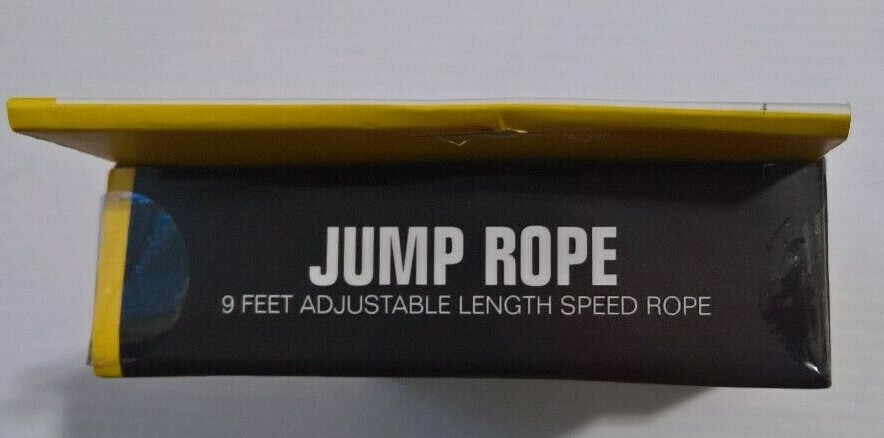 JUMP ROPE
9 FEET ADJUSTABLE LENGTH SPEED ROPE